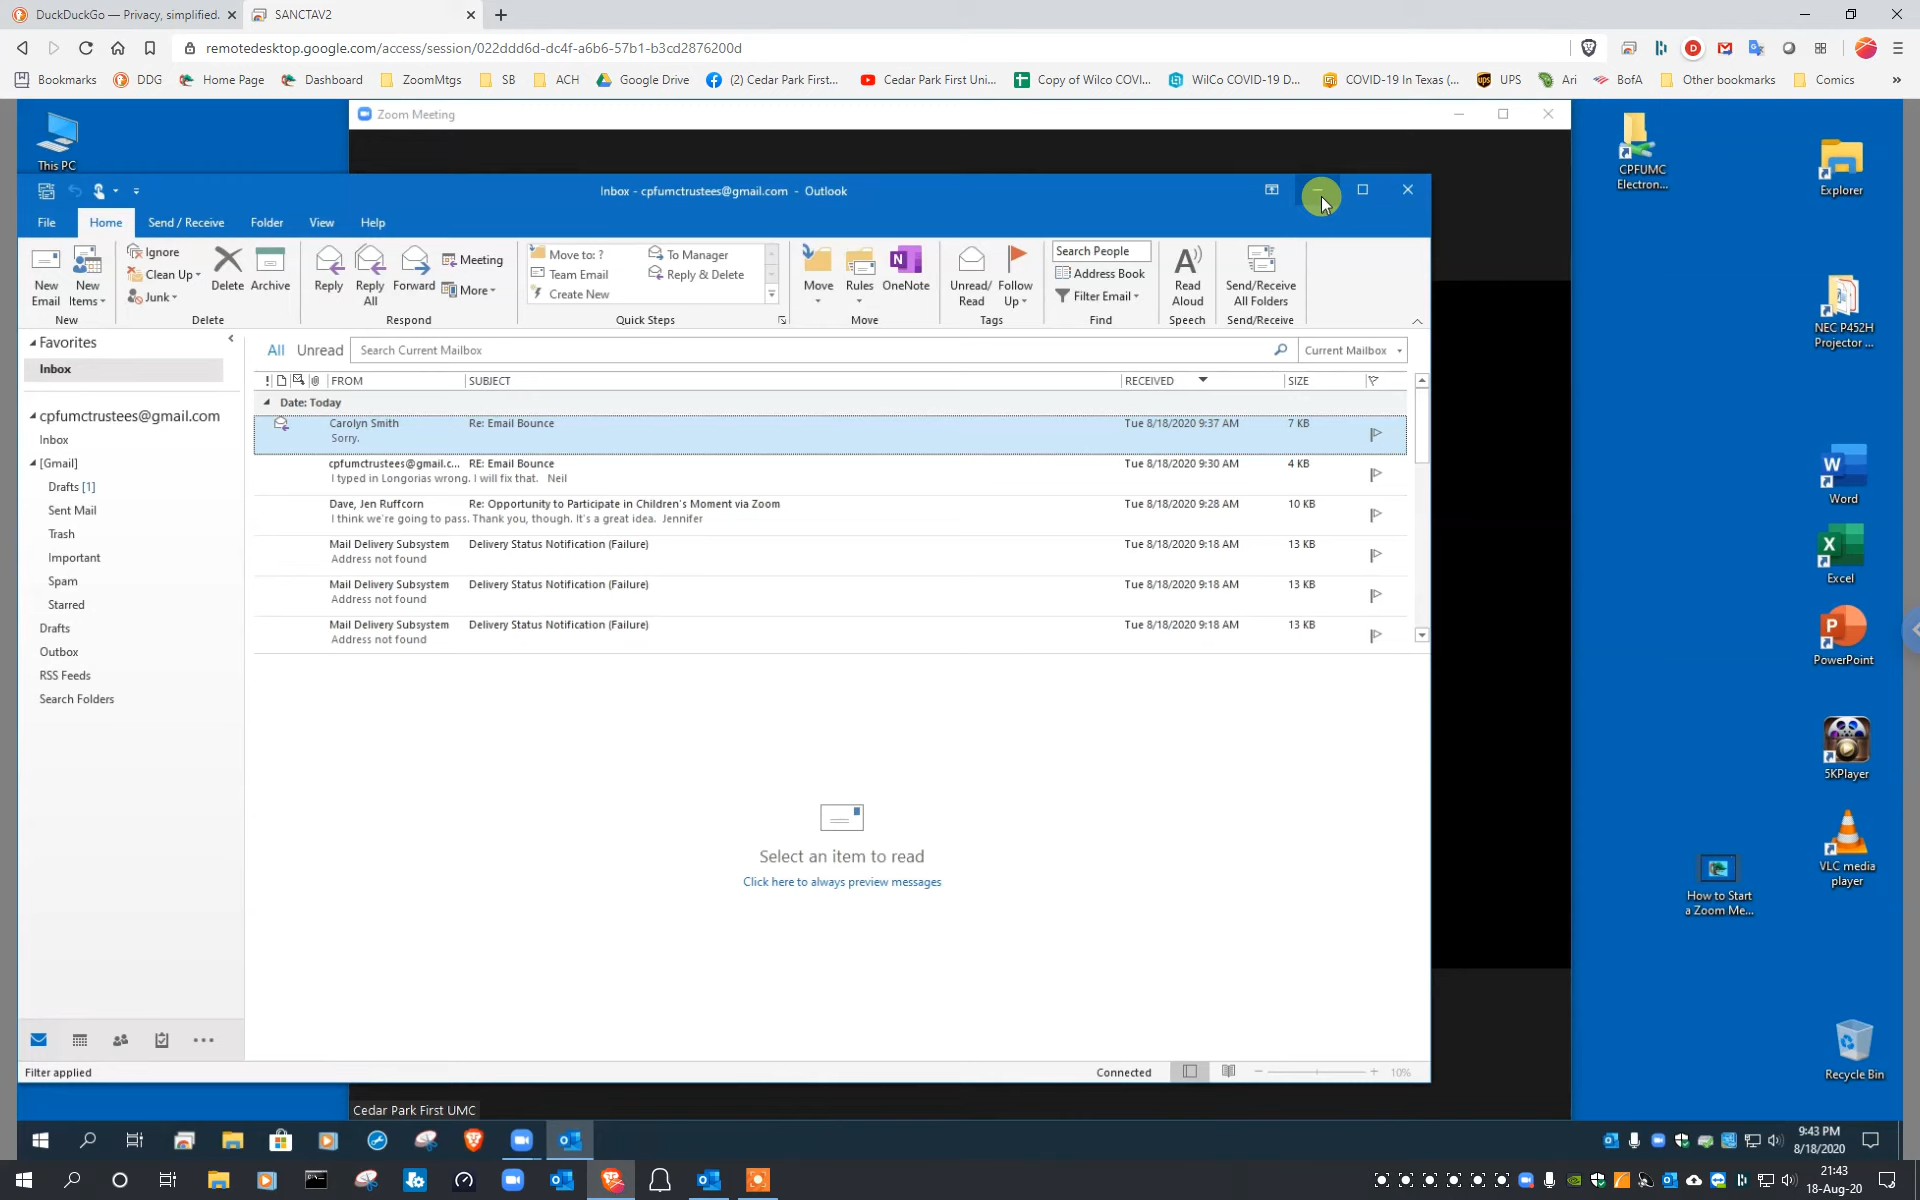 DuckDuckGo — Privacy, simplified.
SANCTAV2
remotedesktop.google.com/access/session/022ddd6d-dc4f-a6b6-57b1-b3cd2876200d
Bookmarks DDG Home Page Dashboard ZoomMtgs SB ACH Google Drive (2) Cedar Park First... Cedar Park First Uni... Copy of Wilco COVI... WilCo COVID-19 D... COVID-19 In Texas (... UPS Ari BofA Other bookmarks Comics »
This PC
Zoom Meeting
CPFUMC
Electron...
Explorer
Inbox - cpfumctrustees@gmail.com - Outlook
File Home Send / Receive Folder View Help
New
Email
New
Items
New
Ignore
Clean Up
Junk
Delete
Archive
Delete
Reply
Reply
All
Forward
Meeting
More
Respond
Move to: ?
Team Email
Create New
To Manager
Reply & Delete
Quick Steps
Move
Rules
OneNote
Move
Unread/
Read
Follow
Up
Tags
Search People
Address Book
Filter Email
Find
Read
Aloud
Speech
Send/Receive
All Folders
Send/Receive
NEC P452H
Projector ...
Favorites
Inbox
cpfumctrustees@gmail.com
Inbox
[Gmail]
Drafts [1]
Sent Mail
Trash
Important
Spam
Starred
Drafts
Outbox
RSS Feeds
Search Folders
All Unread Search Current Mailbox Current Mailbox
FROM SUBJECT RECEIVED SIZE
Date: Today
Carolyn Smith Re: Email Bounce Tue 8/18/2020 9:37 AM 7 KB
Sorry.
cpfumctrustees@gmail.c... RE: Email Bounce Tue 8/18/2020 9:30 AM 4 KB
I typed in Longorias wrong. I will fix that. Neil
Dave, Jen Ruffcorn Re: Opportunity to Participate in Children's Moment via Zoom Tue 8/18/2020 9:28 AM 10 KB
I think we're going to pass. Thank you, though. It's a great idea. Jennifer
Mail Delivery Subsystem Delivery Status Notification (Failure) Tue 8/18/2020 9:18 AM 13 KB
Address not found
Mail Delivery Subsystem Delivery Status Notification (Failure) Tue 8/18/2020 9:18 AM 13 KB
Address not found
Mail Delivery Subsystem Delivery Status Notification (Failure) Tue 8/18/2020 9:18 AM 13 KB
Address not found
Select an item to read
Click here to always preview messages
Word
Excel
PowerPoint
5KPlayer
VLC media
player
How to Start
a Zoom Me...
Recycle Bin
Filter applied
Connected
10%
Cedar Park First UMC
9:43 PM
8/18/2020
21:43
18-Aug-20